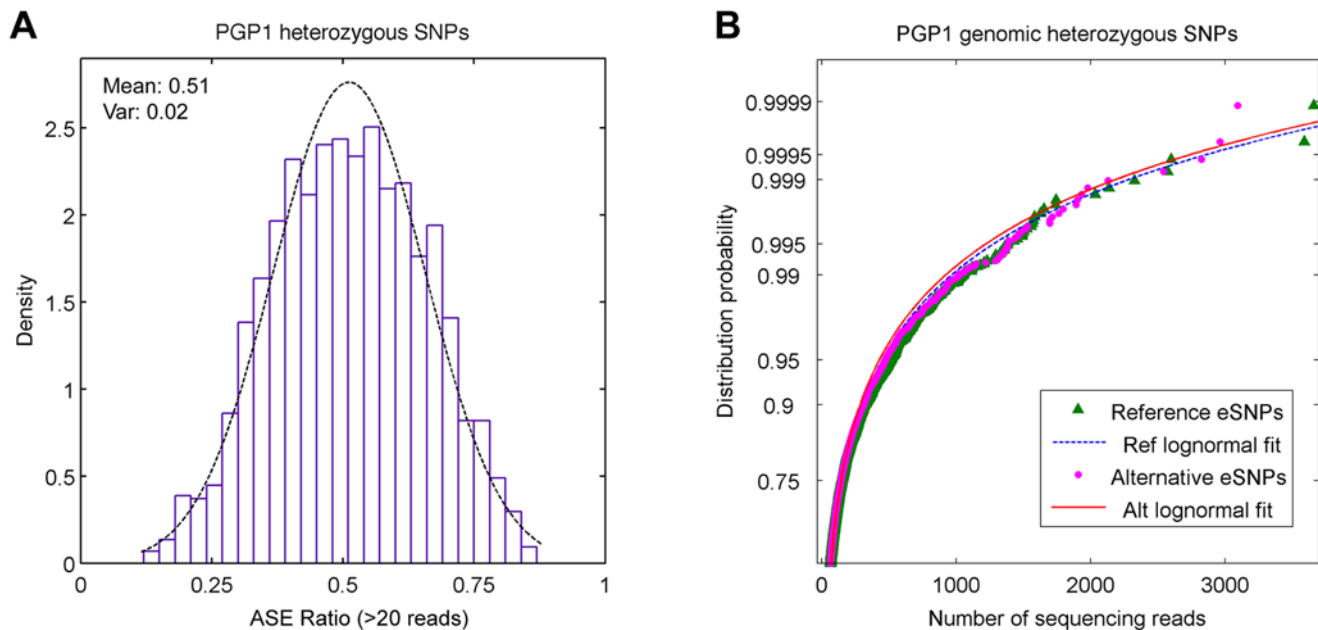 A
PGP1 heterozygous SNPs
Mean: 0.51
Var: 0.02
Density
2.5
2
1.5
1
0.5
0
0
0.25
0.5
0.75
1
ASE Ratio (>20 reads)
B
PGP1 genomic heterozygous SNPs
Distribution probability
0.9999
0.9995
0.999
0.995
0.99
0.95
0.9
0.75
Reference eSNPs
Ref lognormal fit
Alternative eSNPs
Alt lognormal fit
0
1000
2000
3000
Number of sequencing reads